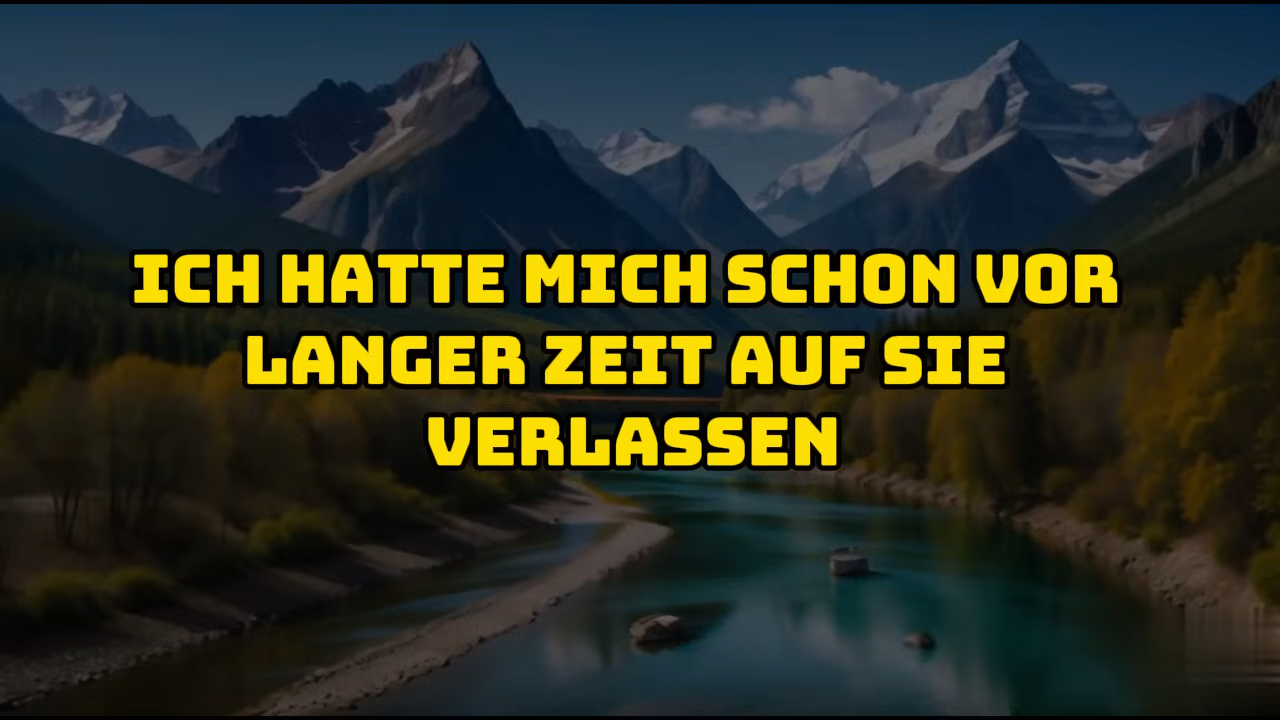 ICH HATTE MICH SCHON VOR
LANGER ZEIT AUF SIE
VERLASSEN